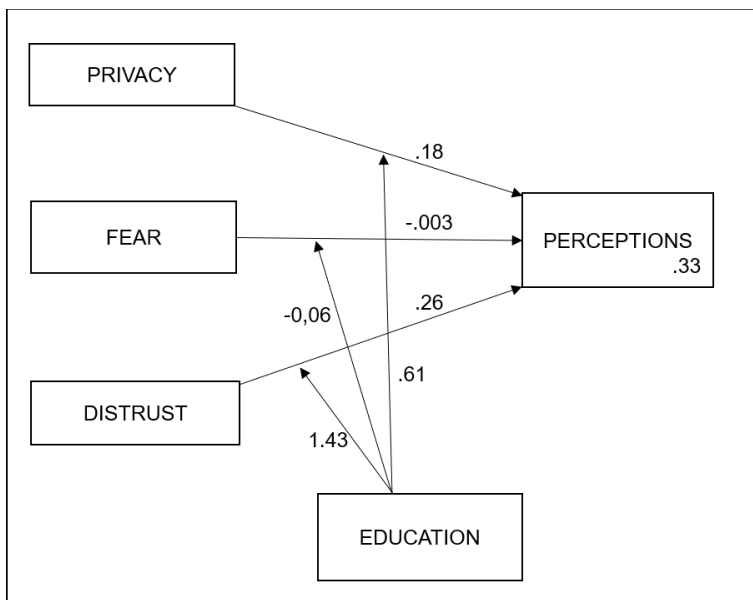 PRIVACY
.18
FEAR
-.003
PERCEPTIONS
.33
-0,06
.26
.61
DISTRUST
1.43
EDUCATION